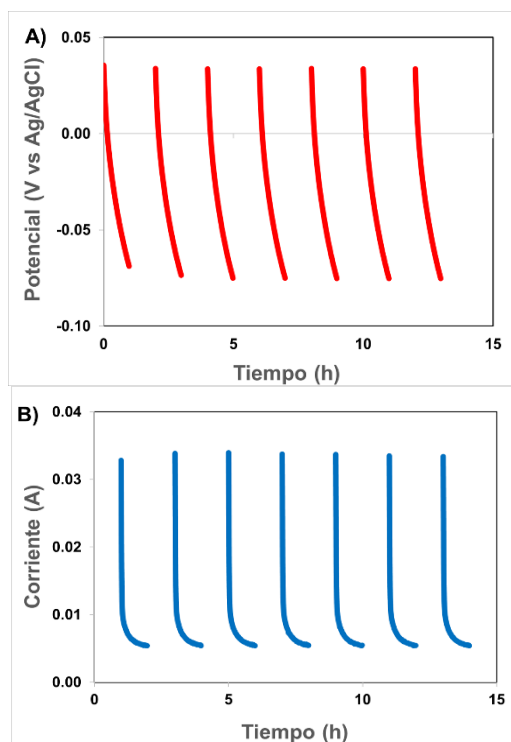 A)
0.05
0.00
-0.05
-0.10
Potencial (V vs Ag/AgCl)
0
5
10
15
Tiempo (h)
B)
0.04
0.03
0.02
0.01
0.00
Corriente (A)
0
5
10
15
Tiempo (h)